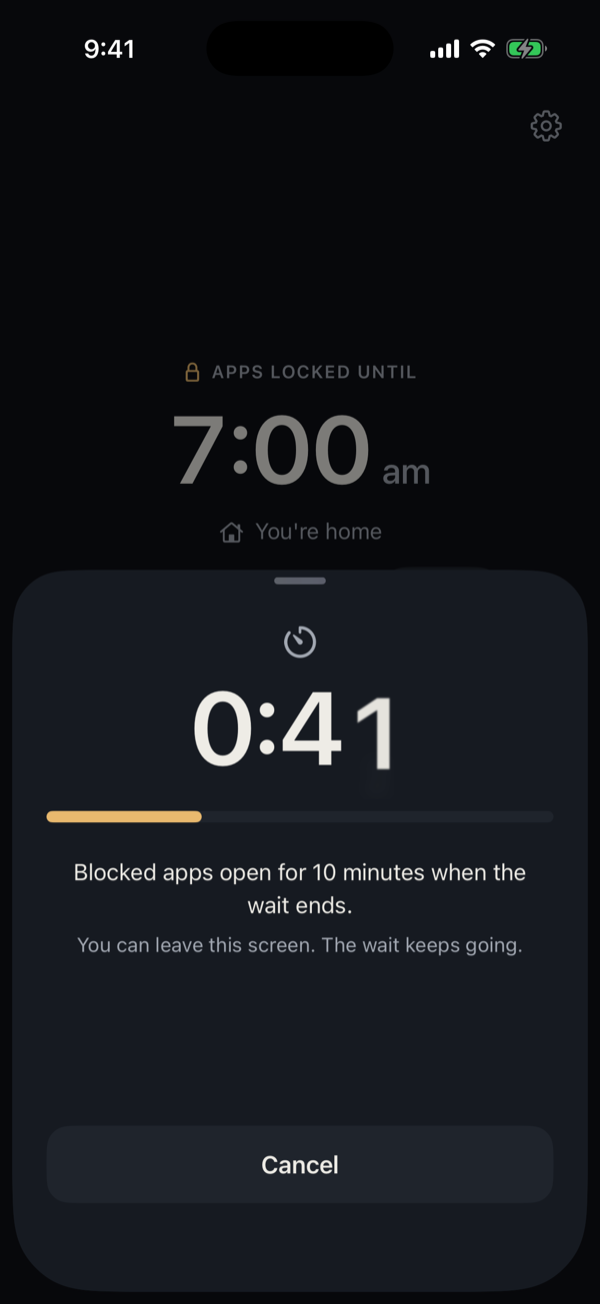 9:41
APPS LOCKED UNTIL
7:00 am
You're home
0:41
Blocked apps open for 10 minutes when the
wait ends.
You can leave this screen. The wait keeps going.
Cancel